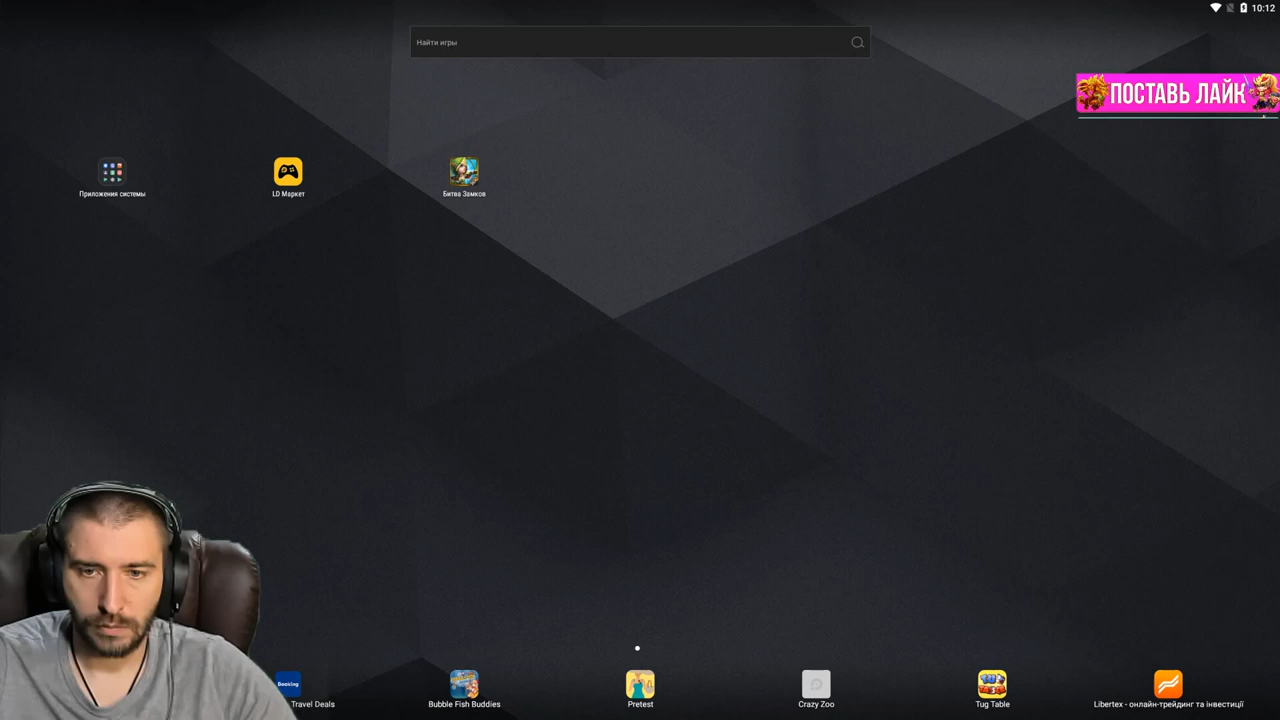 10:12
Найти игры
ПОСТАВЬ ЛАЙК
Приложения системы
LD Маркет
Битва Замков
Booking
Travel Deals
Bubble Fish Buddies
Pretest
Crazy Zoo
Tug Table
Libertex - онлайн-трейдинг та інвестиції